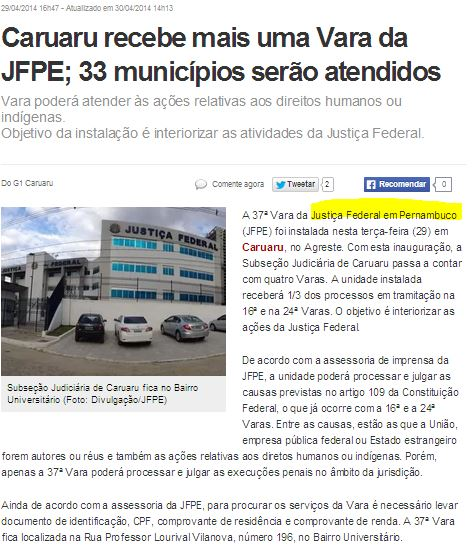 29/04/2014 16h47 - Atualizado em 30/04/2014 14h13
Caruaru recebe mais uma Vara da
JFPE; 33 municípios serão atendidos
Vara poderá atender às ações relativas aos direitos humanos ou
indígenas.
Objetivo da instalação é interiorizar as atividades da Justiça Federal.
Do G1 Caruaru
Comente agora
Tweetar
2
Recomendar
0
JUSTIÇA FEDERAL
Subseção Judiciária de Caruaru fica no Bairro
Universitário (Foto: Divulgação/JFPE)
A 37ª Vara da Justiça Federal em Pernambuco
(JFPE) foi instalada nesta terça-feira (29) em
Caruaru, no Agreste. Com esta inauguração, a
Subseção Judiciária de Caruaru passa a contar
com quatro Varas. A unidade instalada
receberá 1/3 dos processos em tramitação na
16ª e na 24ª Varas. O objetivo é interiorizar as
ações da Justiça Federal.
De acordo com a assessoria de imprensa da
JFPE, a unidade poderá processar e julgar as
causas previstas no artigo 109 da Constituição
Federal, o que já ocorre com a 16ª e a 24ª
Varas. Entre as causas, estão as que a União,
empresa pública federal ou Estado estrangeiro
forem autores ou réus e também as ações relativas aos diretos humanos ou indígenas. Porém,
apenas a 37ª Vara poderá processar e julgar as execuções penais no âmbito da jurisdição.
Ainda de acordo com a assessoria da JFPE, para procurar os serviços da Vara é necessário levar
documento de identificação, CPF, comprovante de residência e comprovante de renda. A 37ª Vara
fica localizada na Rua Professor Lourival Vilanova, número 196, no Bairro Universitário.